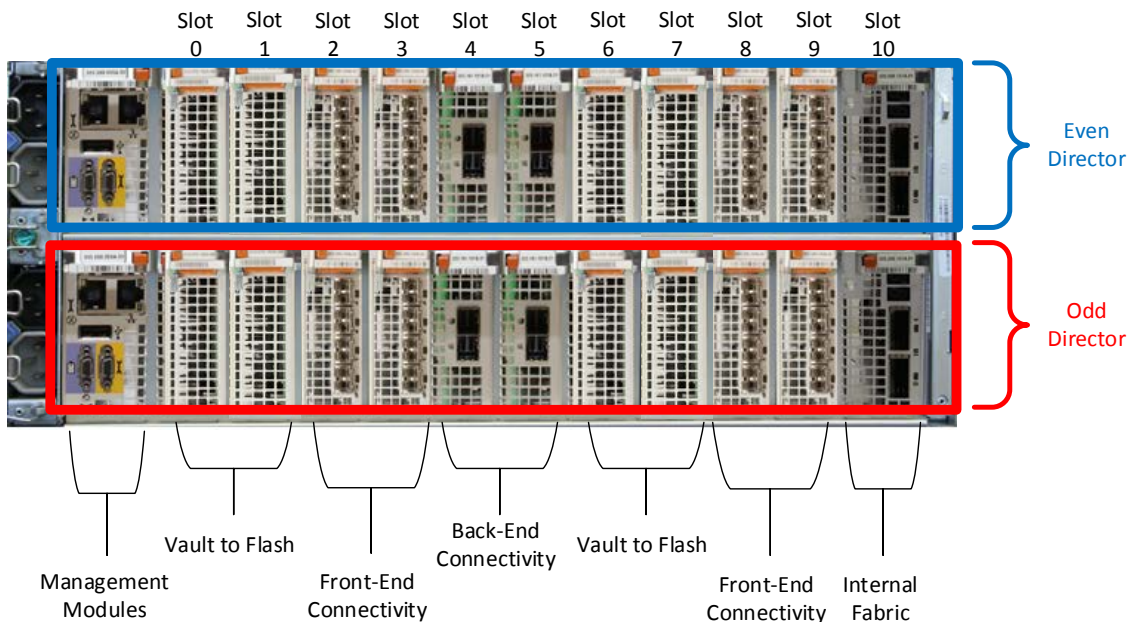 Slot Slot Slot Slot Slot Slot Slot Slot Slot Slot Slot
0 1 2 3 4 5 6 7 8 9 10
Even
Director
Odd
Director
Vault to Flash
Back-End
Connectivity
Vault to Flash
Management
Modules
Front-End
Connectivity
Front-End
Connectivity
Internal
Fabric